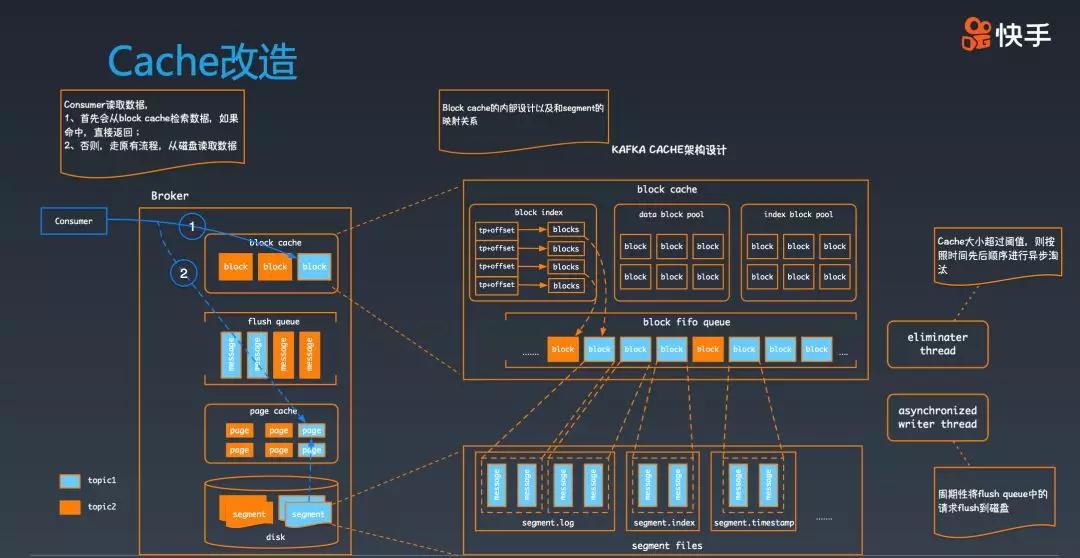 快手
Cache改造
Consumer读取数据,
1、首先会从block cache检索数据, 如果
命中, 直接返回;
2、否则, 走原有流程, 从磁盘读取数据
Block cache的内部设计以及和segment的
映射关系
KAFKA CACHE架构设计
Broker
Consumer
1
2
block cache
block block block
flush queue
message message message message
page cache
page page page
page page page
segment segment
disk
topic1
topic2
block cache
block index
tp+offset blocks
tp+offset blocks
tp+offset blocks
tp+offset blocks
data block pool
block block block
block block block
index block pool
block block block
block block block
block fifo queue
....... block block block block block block block block ....
message message message message
segment.log
message message
segment.index
message message
segment.timestamp
.......
segment files
Cache大小超过阈值, 则按
照时间先后顺序进行异步淘
汰
eliminater
thread
asynchronized
writer thread
周期性将flush queue中的
请求flush到磁盘